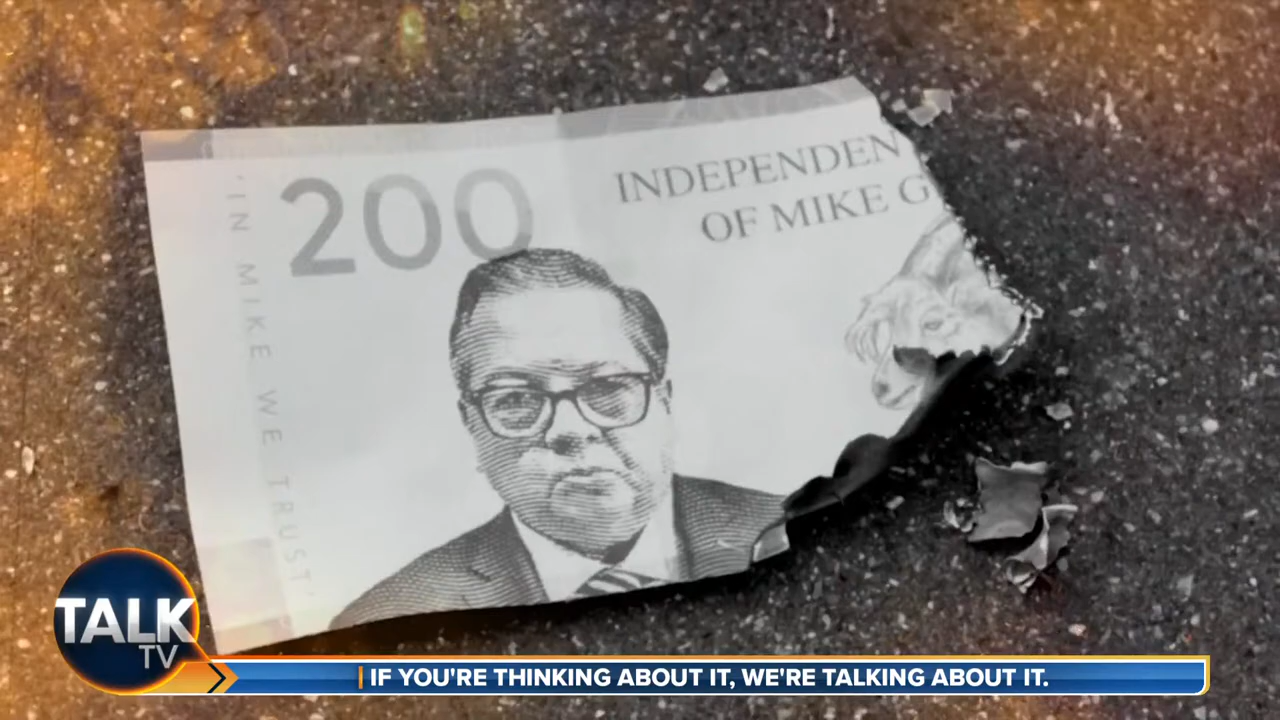 200
INDEPENDEN
OF MIKE G
'IN MIKE WE TRUST'
TALK
TV
IF YOU'RE THINKING ABOUT IT, WE'RE TALKING ABOUT IT.